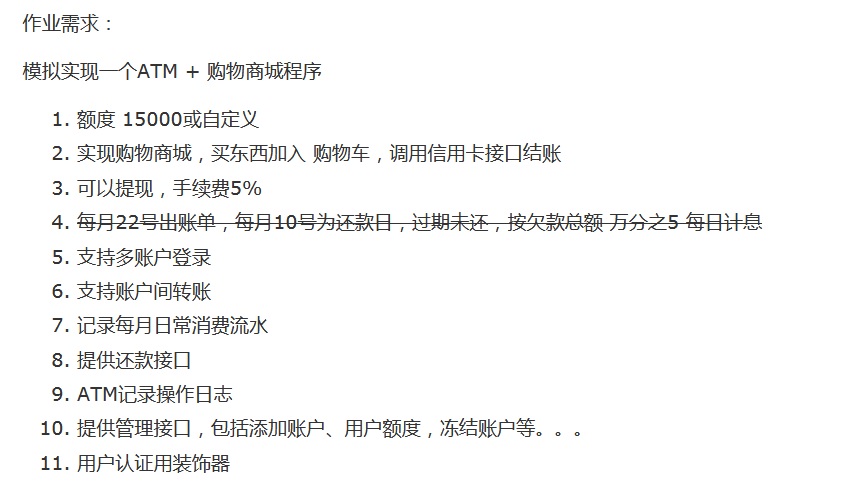 作业需求：
模拟实现一个ATM + 购物商城程序
1. 额度 15000或自定义
2. 实现购物商城，买东西加入 购物车，调用信用卡接口结账
3. 可以提现，手续费5%
4. 每月22号出账单，每月10号为还款日，过期未还，按欠款总额 万分之5 每日计息
5. 支持多账户登录
6. 支持账户间转账
7. 记录每月日常消费流水
8. 提供还款接口
9. ATM记录操作日志
10. 提供管理接口，包括添加账户、用户额度，冻结账户等。。。
11. 用户认证用装饰器